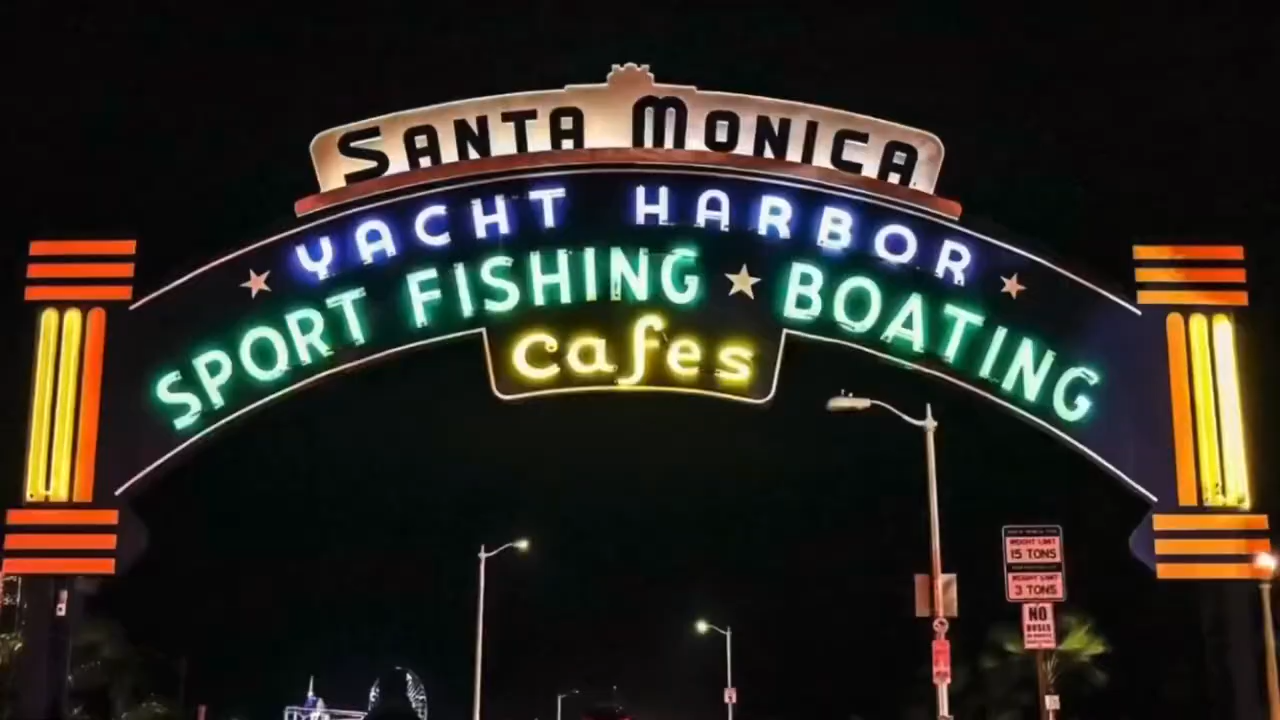 SANTA MONICA
YACHT HARBOR
SPORT FISHING ★ BOATING
cafes
WEIGHT LIMIT
15 TONS
WEIGHT LIMIT
3 TONS
NO
BUSES